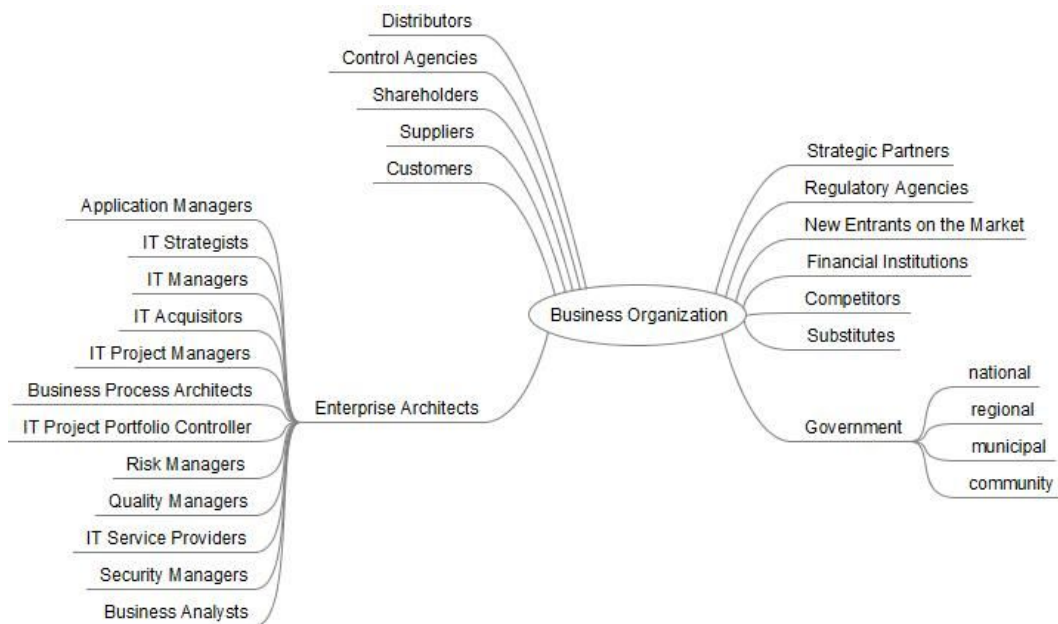 Distributors
Control Agencies
Shareholders
Suppliers
Customers
Application Managers
IT Strategists
IT Managers
IT Acquisitors
IT Project Managers
Business Process Architects
IT Project Portfolio Controller
Risk Managers
Quality Managers
IT Service Providers
Security Managers
Business Analysts
Enterprise Architects
Business Organization
Strategic Partners
Regulatory Agencies
New Entrants on the Market
Financial Institutions
Competitors
Substitutes
Government
national
regional
municipal
community